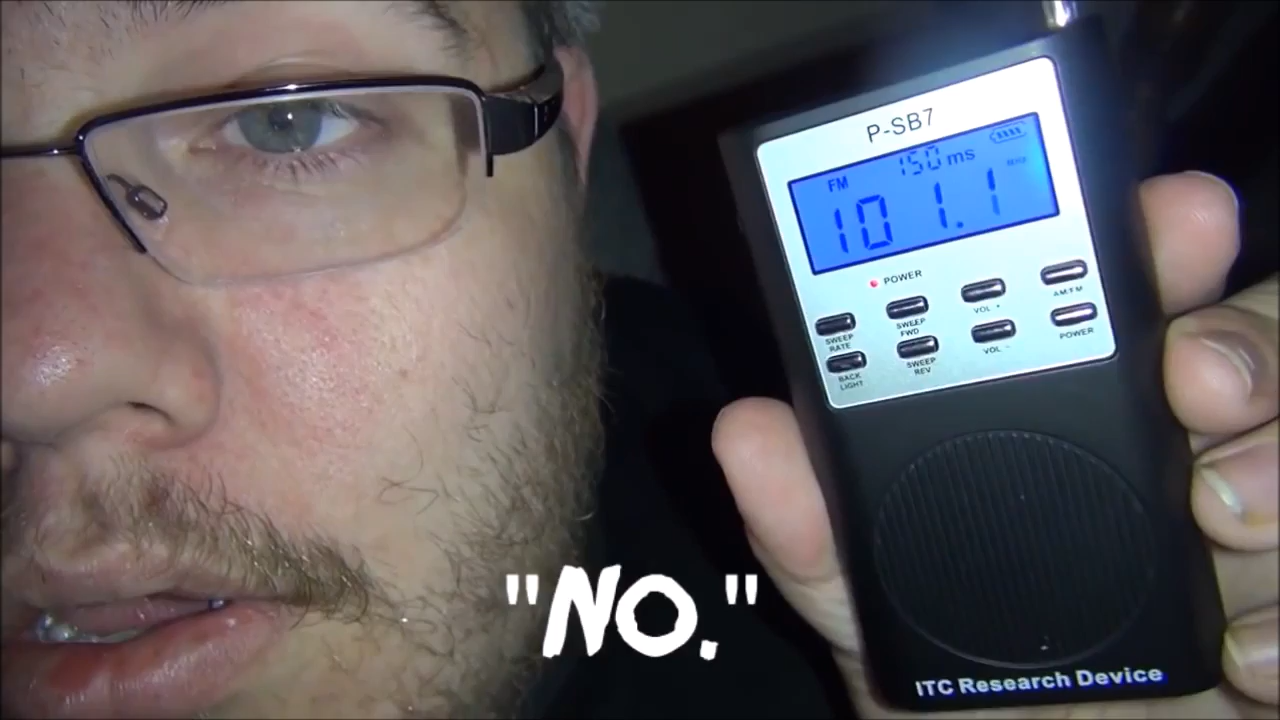 P-SB7
150 ms
FM
MHz
101.1
POWER
SWEEP
RATE
SWEEP
FWD
VOL +
AM/FM
BACK
LIGHT
SWEEP
REV
VOL -
POWER
"NO."
ITC Research Device